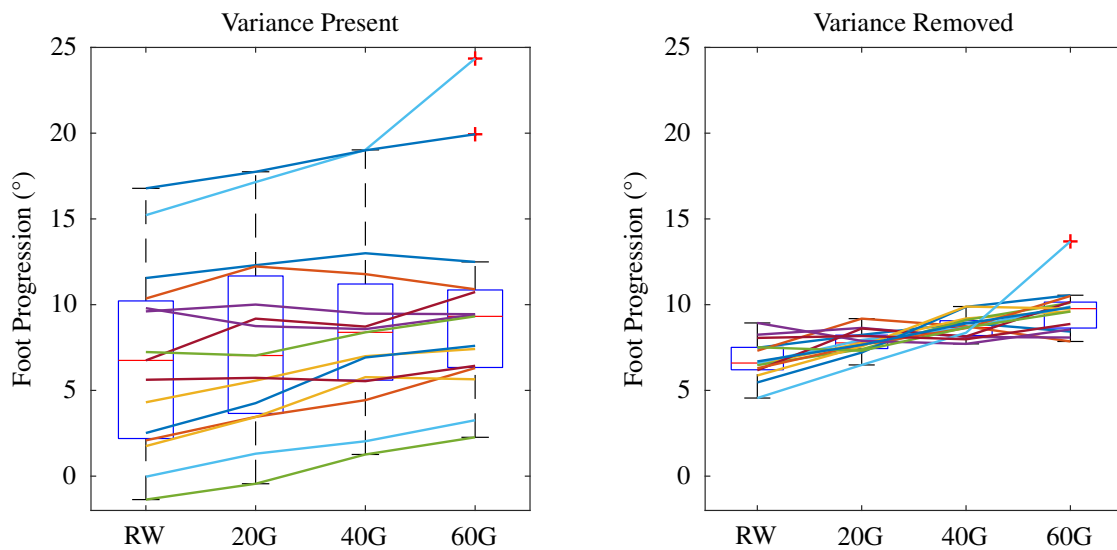 Variance Present
Foot Progression (°)
25
20
15
10
5
0
RW 20G 40G 60G
Variance Removed
Foot Progression (°)
25
20
15
10
5
0
RW 20G 40G 60G